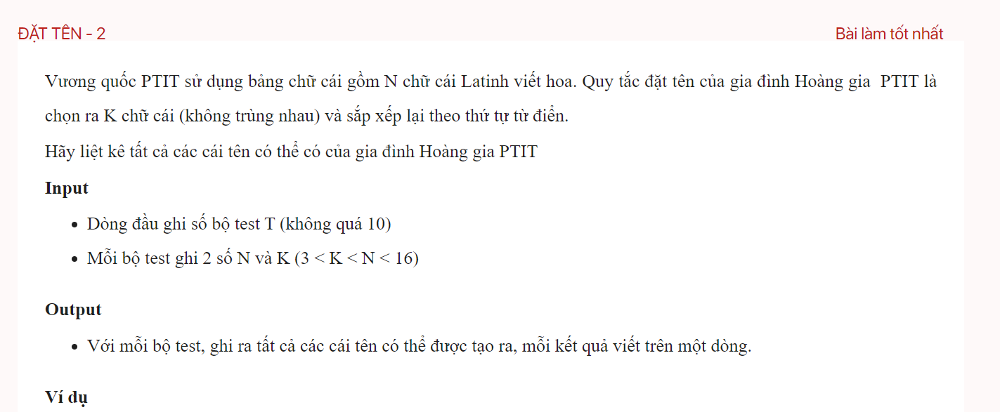 ĐẶT TÊN - 2
Bài làm tốt nhất
Vương quốc PTIT sử dụng bảng chữ cái gồm N chữ cái Latinh viết hoa. Quy tắc đặt tên của gia đình Hoàng gia PTIT là
chọn ra K chữ cái (không trùng nhau) và sắp xếp lại theo thứ tự từ điển.
Hãy liệt kê tất cả các cái tên có thể có của gia đình Hoàng gia PTIT
Input
• Dòng đầu ghi số bộ test T (không quá 10)
• Mỗi bộ test ghi 2 số N và K (3 < K < N < 16)
Output
• Với mỗi bộ test, ghi ra tất cả các cái tên có thể được tạo ra, mỗi kết quả viết trên một dòng.
Ví dụ